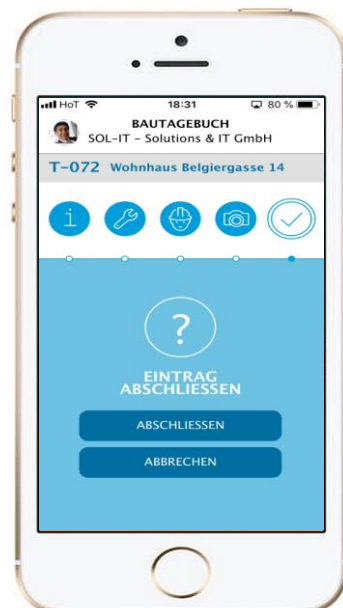 HoT 18:31 80 %
BAUTAGEBUCH
SOL-IT – Solutions & IT GmbH
T-072 Wohnhaus Belgiergasse 14
i
?
EINTRAG
ABSCHLIESSEN
ABSCHLIESSEN
ABBRECHEN